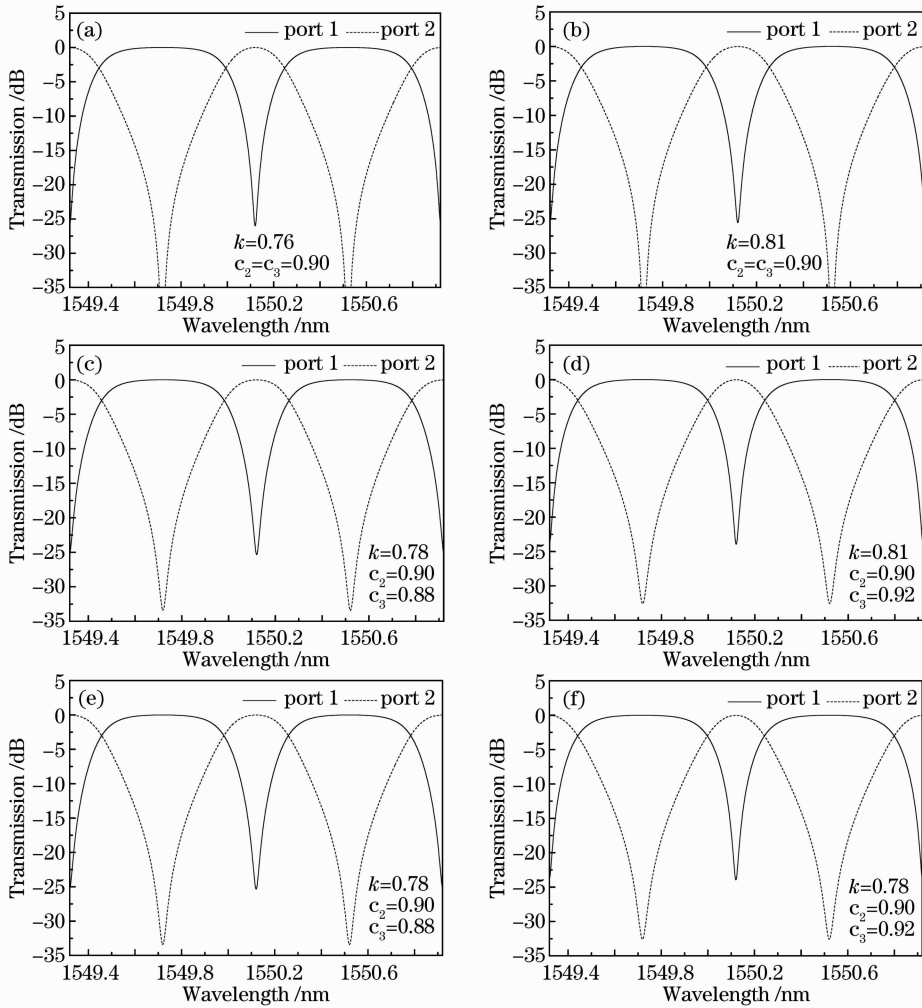 (a) port 1 port 2
5
0
−5
−10
−15
−20
−25
−30
−35
Transmission /dB
k=0.76
c2=c3=0.90
1549.4 1549.8 1550.2 1550.6
Wavelength /nm
(b) port 1 port 2
5
0
−5
−10
−15
−20
−25
−30
−35
Transmission /dB
k=0.81
c2=c3=0.90
1549.4 1549.8 1550.2 1550.6
Wavelength /nm
(c) port 1 port 2
5
0
−5
−10
−15
−20
−25
−30
−35
Transmission /dB
k=0.78
c2=0.90
c3=0.88
1549.4 1549.8 1550.2 1550.6
Wavelength /nm
(d) port 1 port 2
5
0
−5
−10
−15
−20
−25
−30
−35
Transmission /dB
k=0.81
c2=0.90
c3=0.92
1549.4 1549.8 1550.2 1550.6
Wavelength /nm
(e) port 1 port 2
5
0
−5
−10
−15
−20
−25
−30
−35
Transmission /dB
k=0.78
c2=0.90
c3=0.88
1549.4 1549.8 1550.2 1550.6
Wavelength /nm
(f) port 1 port 2
5
0
−5
−10
−15
−20
−25
−30
−35
Transmission /dB
k=0.78
c2=0.90
c3=0.92
1549.4 1549.8 1550.2 1550.6
Wavelength /nm